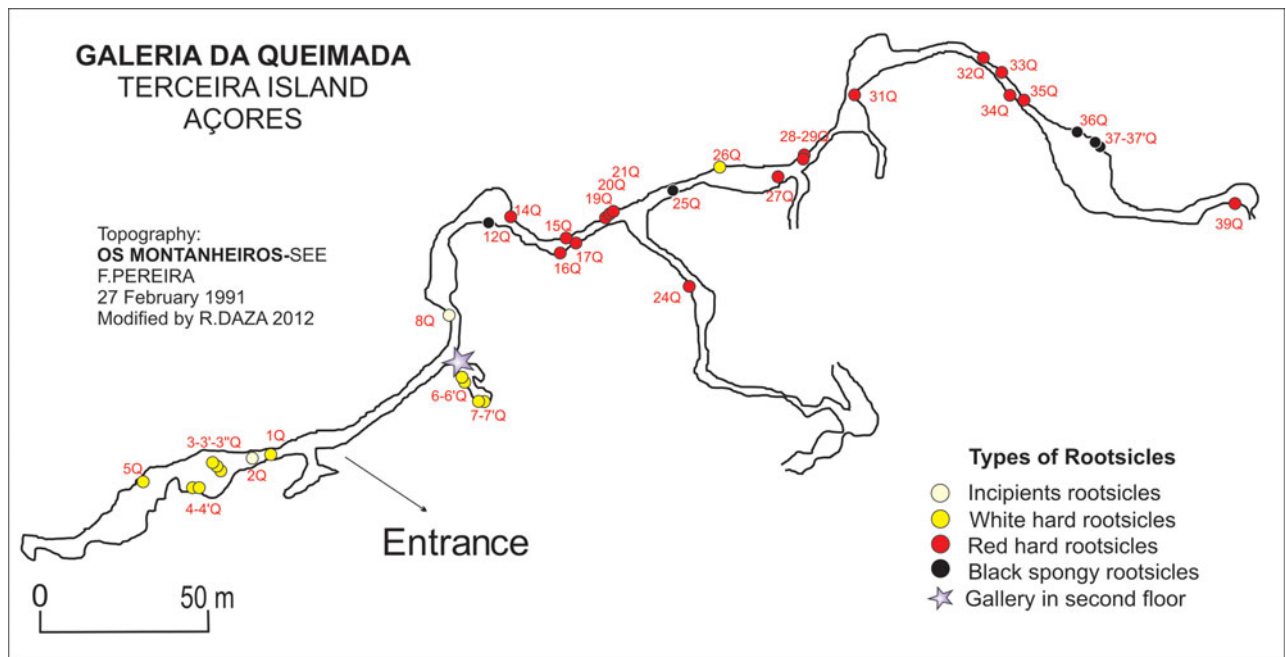 GALERIA DA QUEIMADA
TERCEIRA ISLAND
AÇORES
Topography:
OS MONTANHEIROS-SEE
F.PEREIRA
27 February 1991
Modified by R.DAZA 2012
32Q
33Q
34Q
35Q
31Q
36Q
37-37'Q
28-29Q
26Q
27Q
39Q
21Q
20Q
19Q
25Q
14Q
15Q
12Q
17Q
16Q
24Q
8Q
6-6'Q
7-7'Q
1Q
3-3'-3"Q
2Q
5Q
4-4'Q
Entrance
0 50 m
Types of Rootsicles
Incipients rootsicles
White hard rootsicles
Red hard rootsicles
Black spongy rootsicles
Gallery in second floor